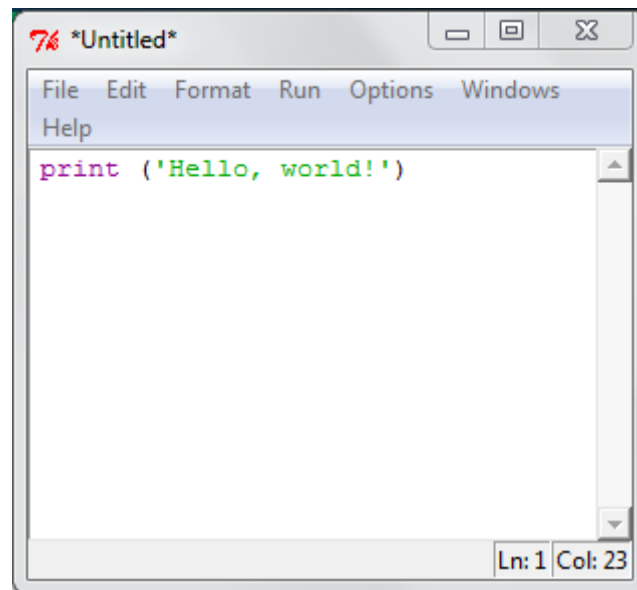 *Untitled*
File Edit Format Run Options Windows
Help
print ('Hello, world!')
Ln: 1 Col: 23